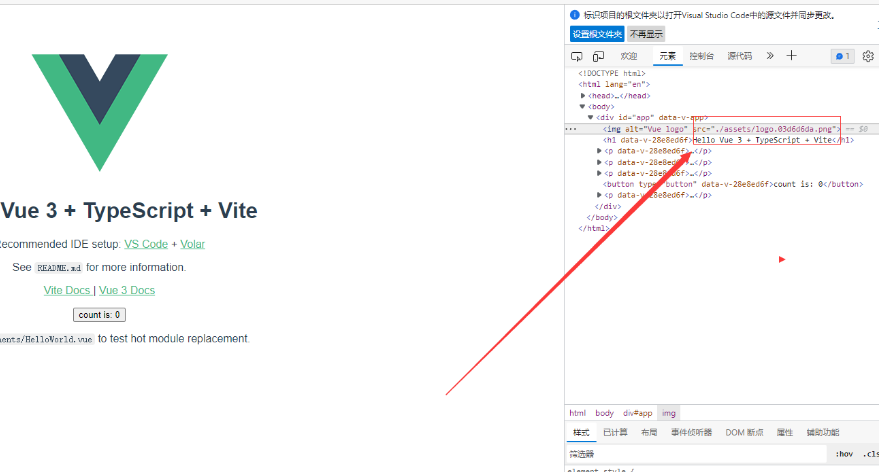 Vue 3 + TypeScript + Vite
ecommended IDE setup: VS Code + Volar
See README.md for more information.
Vite Docs | Vue 3 Docs
count is: 0
nents/HelloWorld.vue to test hot module replacement.
标识项目的根文件夹以打开Visual Studio Code中的源文件并同步更改。
设置根文件夹 不再显示
欢迎 元素 控制台 源代码 1
<!DOCTYPE html>
<html lang="en">
<head>…</head>
<body>
<div id="app" data-v-app>
<img alt="Vue logo" src="./assets/logo.03d6d6da.png"> == $0
<h1 data-v-28e8ed6f>Hello Vue 3 + TypeScript + Vite</h1>
<p data-v-28e8ed6f>…</p>
<p data-v-28e8ed6f>…</p>
<p data-v-28e8ed6f>…</p>
<button type="button" data-v-28e8ed6f>count is: 0</button>
<p data-v-28e8ed6f>…</p>
</div>
</body>
</html>
html body div#app img
样式 已计算 布局 事件侦听器 DOM 断点 属性 辅助功能
筛选器 :hov .cls
element.style {